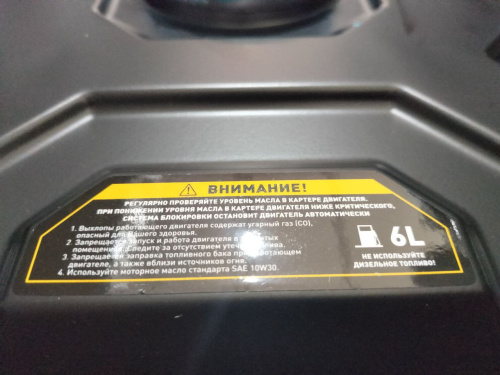 ВНИМАНИЕ!
РЕГУЛЯРНО ПРОВЕРЯЙТЕ УРОВЕНЬ МАСЛА В КАРТЕРЕ ДВИГАТЕЛЯ.
ПРИ ПОНИЖЕНИИ УРОВНЯ МАСЛА В КАРТЕРЕ ДВИГАТЕЛЯ НИЖЕ КРИТИЧЕСКОГО,
СИСТЕМА БЛОКИРОВКИ ОСТАНОВИТ ДВИГАТЕЛЬ АВТОМАТИЧЕСКИ
1. Выхлопы работающего двигателя содержат угарный газ (CO),
опасный для Вашего здоровья.
2. Запрещается запуск и работа двигателя в
помещениях. Следите за отсутствием утечек топлива.
3. Запрещается заправка топливного бака при работающем
двигателе, а также вблизи источников огня.
4. Используйте моторное масло стандарта SAE 10W30.
6L
НЕ ИСПОЛЬЗУЙТЕ
ДИЗЕЛЬНОЕ ТОПЛИВО!